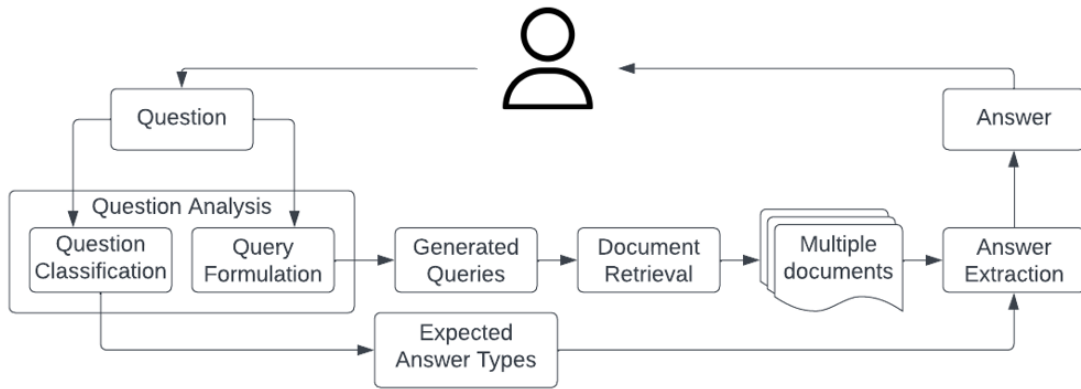 Question
Answer
Question Analysis
Question
Classification
Query
Formulation
Generated
Queries
Document
Retrieval
Multiple
documents
Answer
Extraction
Expected
Answer Types